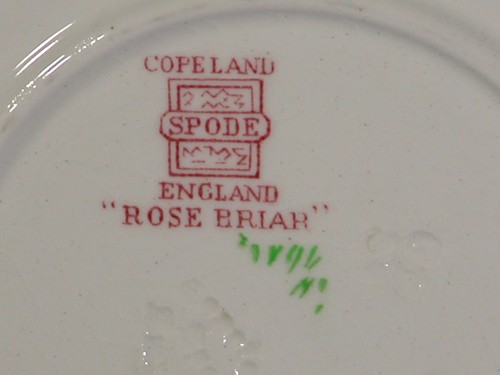 COPELAND
SPODE
ENGLAND
"ROSE BRIAR"